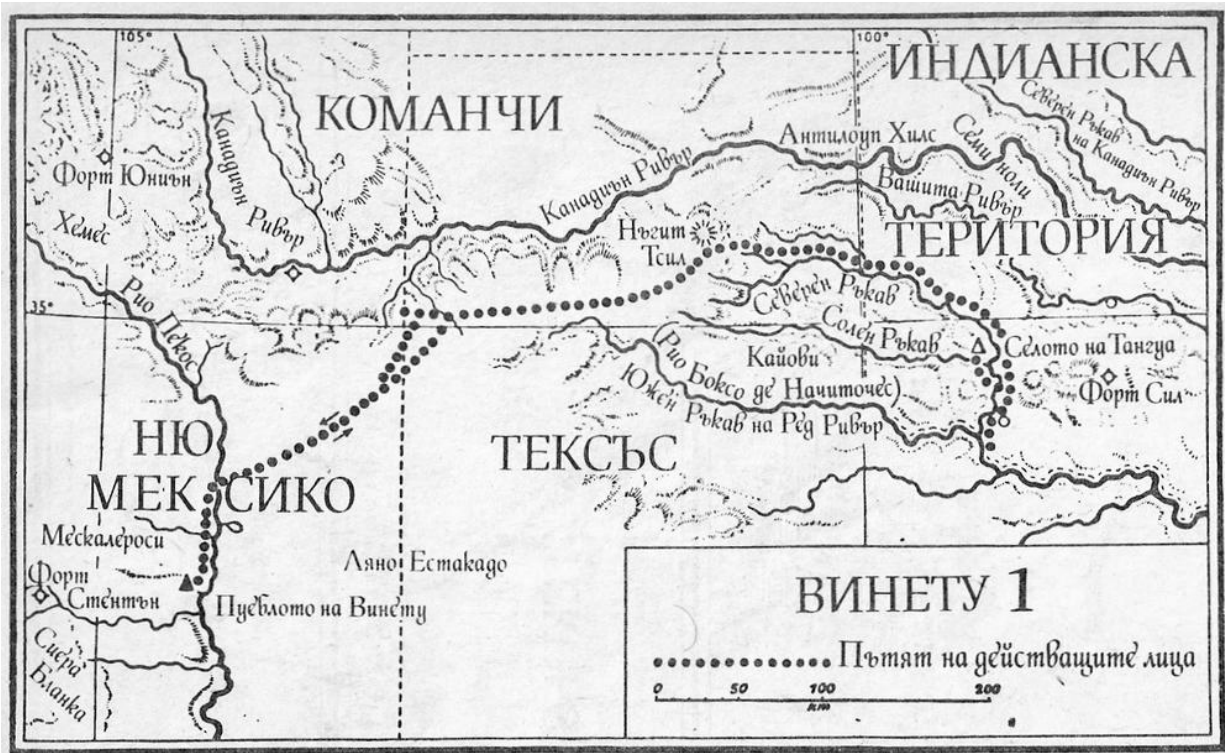 105°
100°
ИНДИАНСКА
КОМАНЧИ
СЕВЕРЕН РЪКАВ
НА КАНАДИЪН РИВЪР
АНТИЛОУП ХИЛС
СЕМИ
НОЛИ
КАНАДИЪН
РИВЪР
ФОРТ ЮНИЪН
КАНАДИЪН РИВЪР
ВАШИТА РИВЪР
ХЕМЕС
НЪГИТ
ТСИЛ
ТЕРИТОРИЯ
РИО ПЕКОС
35°
СЕВЕРЕН РЪКАВ
СОЛЕН РЪКАВ
СЕЛОТО НА ТАНГУА
КАЙОВИ
РИО БОКСО ДЕ НАЧИТОЧЕС)
ФОРТ СИЛ
ЮЖЕН РЪКАВ НА РЕД РИВЪР
НЮ
ТЕКСЪС
МЕКСИКО
МЕСКАЛЕРОСИ
ЛЯНО ЕСТАКАДО
ФОРТ
СТЕНТЪН
ПУЕБЛОТО НА ВИНЕТУ
СИЕРА
БЛАНКА
ВИНЕТУ 1
ПЪТЯТ НА ДЕЙСТВАЩИТЕ ЛИЦА
0 50 100 200
km